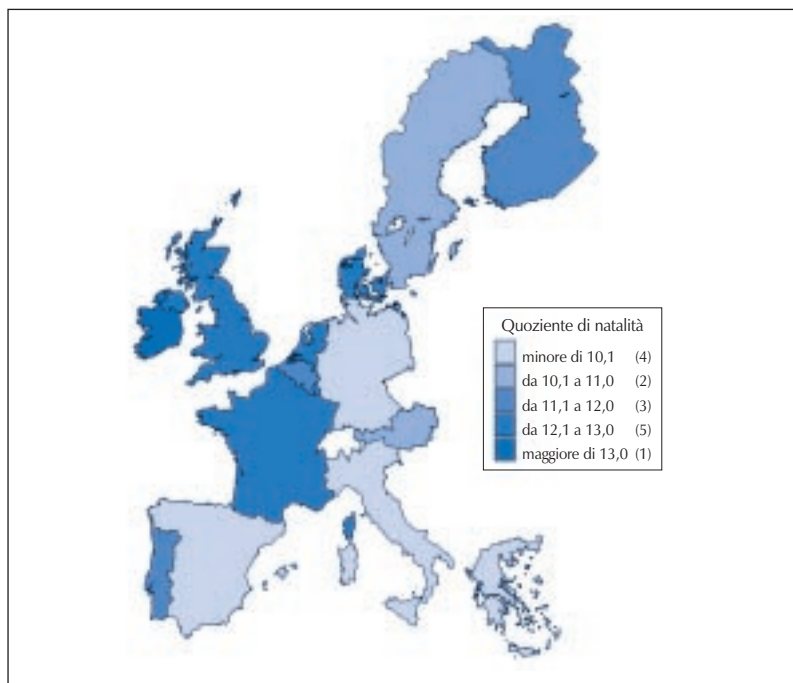 Quoziente di natalità
minore di 10,1 (4)
da 10,1 a 11,0 (2)
da 11,1 a 12,0 (3)
da 12,1 a 13,0 (5)
maggiore di 13,0 (1)